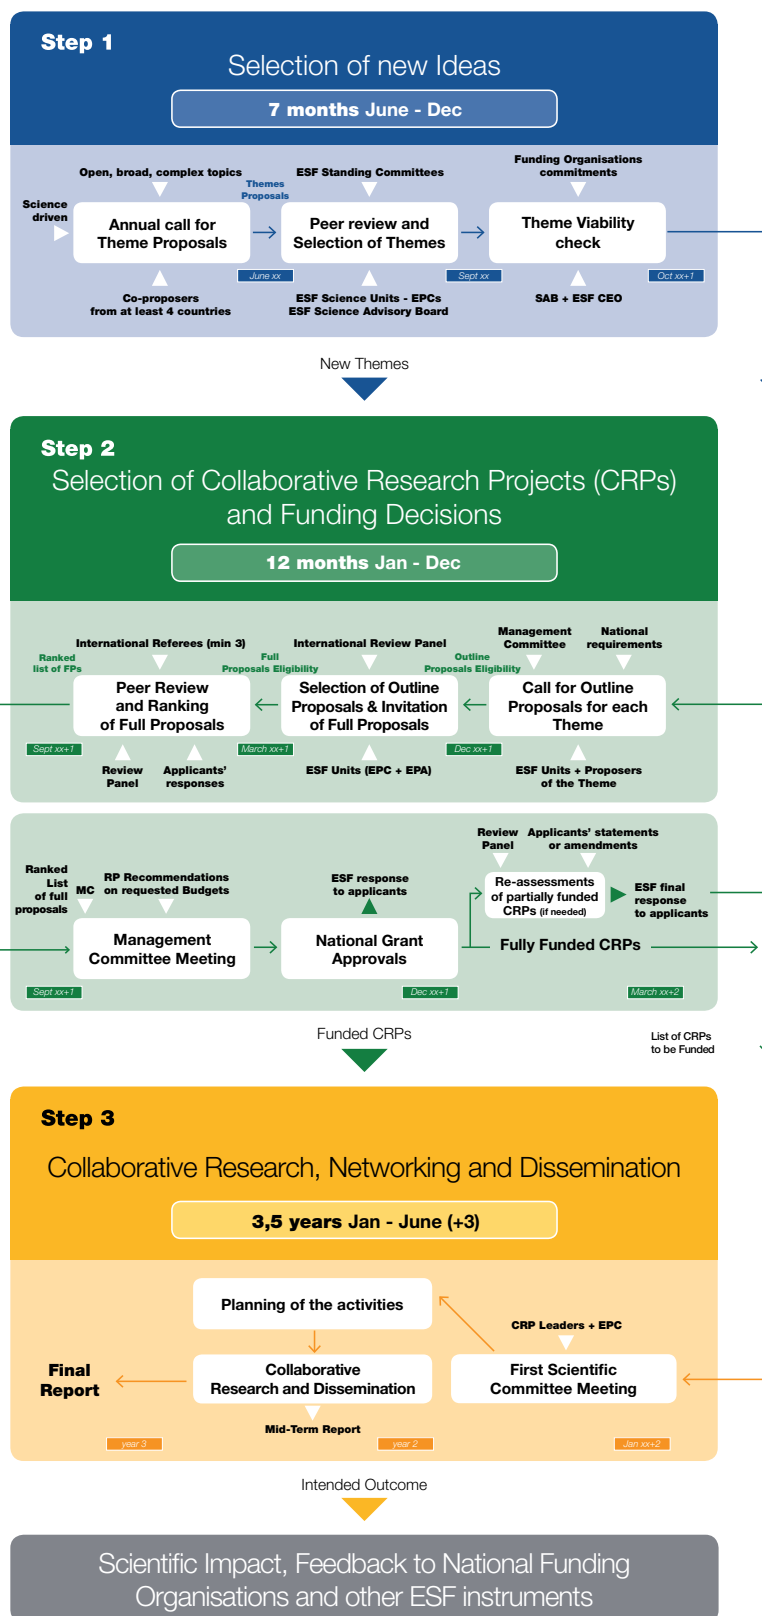 Step 1
Selection of new Ideas
7 months June - Dec
Open, broad, complex topics
ESF Standing Committees
Funding Organisations
commitments
Themes
Proposals
Science
driven
Annual call for
Theme Proposals
Peer review and
Selection of Themes
Theme Viability
check
June xx
Sept xx
Oct xx+1
Co-proposers
from at least 4 countries
ESF Science Units - EPCs
ESF Science Advisory Board
SAB + ESF CEO
New Themes
Step 2
Selection of Collaborative Research Projects (CRPs)
and Funding Decisions
12 months Jan - Dec
Management
Committee
National
requirements
International Referees (min 3)
International Review Panel
Ranked
list of FPs
Full
Proposals Eligibility
Outline
Proposals Eligibility
Peer Review
and Ranking
of Full Proposals
Selection of Outline
Proposals & Invitation
of Full Proposals
Call for Outline
Proposals for each
Theme
Sept xx+1
March xx+1
Dec xx+1
Review
Panel
Applicants’
responses
ESF Units (EPC + EPA)
ESF Units + Proposers
of the Theme
Review
Panel
Applicants’ statements
or amendments
Ranked
List
of full
proposals
MC
RP Recommendations
on requested Budgets
ESF response
to applicants
Re-assessments
of partially funded
CRPs (if needed)
ESF final
response
to applicants
Management
Committee Meeting
National Grant
Approvals
Fully Funded CRPs
Sept xx+1
Dec xx+1
March xx+2
Funded CRPs
List of CRPs
to be Funded
Step 3
Collaborative Research, Networking and Dissemination
3,5 years Jan - June (+3)
Planning of the activities
CRP Leaders + EPC
Final
Report
Collaborative
Research and Dissemination
First Scientific
Committee Meeting
Mid-Term Report
year 3
year 2
Jan xx+2
Intended Outcome
Scientific Impact, Feedback to National Funding
Organisations and other ESF instruments